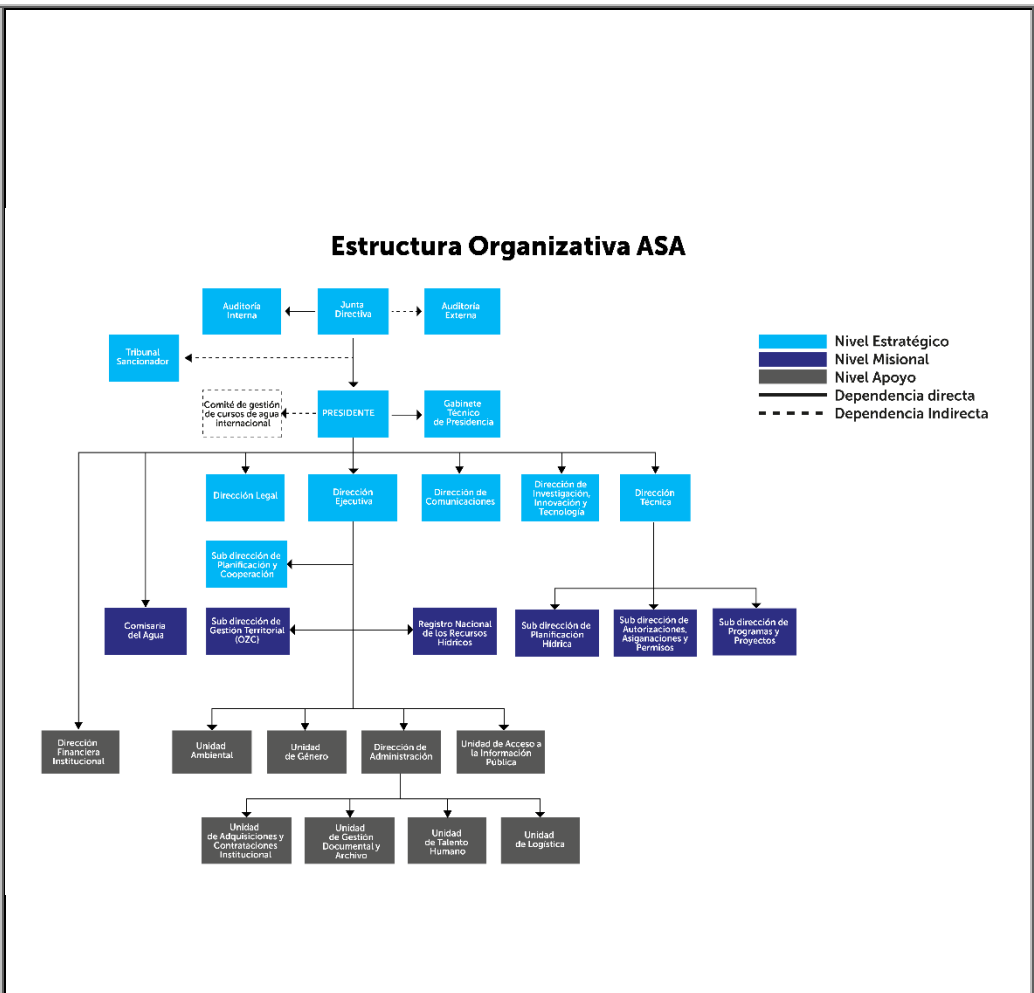 Estructura Organizativa ASA
Auditoría
Interna
Junta
Directiva
Auditoría
Externa
Tribunal
Sancionador
Nivel Estratégico
Nivel Misional
Nivel Apoyo
Dependencia directa
Dependencia Indirecta
Comité de gestión
de cursos de agua
internacional
PRESIDENTE
Gabinete
Técnico
de Presidencia
Dirección Legal
Dirección
Ejecutiva
Dirección de
Comunicaciones
Dirección de
Investigación,
Innovación y
Tecnología
Dirección
Técnica
Sub dirección de
Planificación y
Cooperación
Comisaria
del Agua
Sub dirección de
Gestión Territorial
(OZC)
Registro Nacional
de los Recursos
Hídricos
Sub dirección de
Planificación
Hídrica
Sub dirección de
Autorizaciones,
Asiganaciones y
Permisos
Sub dirección de
Programas y
Proyectos
Dirección
Financiera
Institucional
Unidad
Ambiental
Unidad
de Género
Dirección de
Administración
Unidad de Acceso a
la Información
Pública
Unidad
de Adquisiciones y
Contrataciones
Institucional
Unidad
de Gestión
Documental y
Archivo
Unidad
de Talento
Humano
Unidad
de Logística